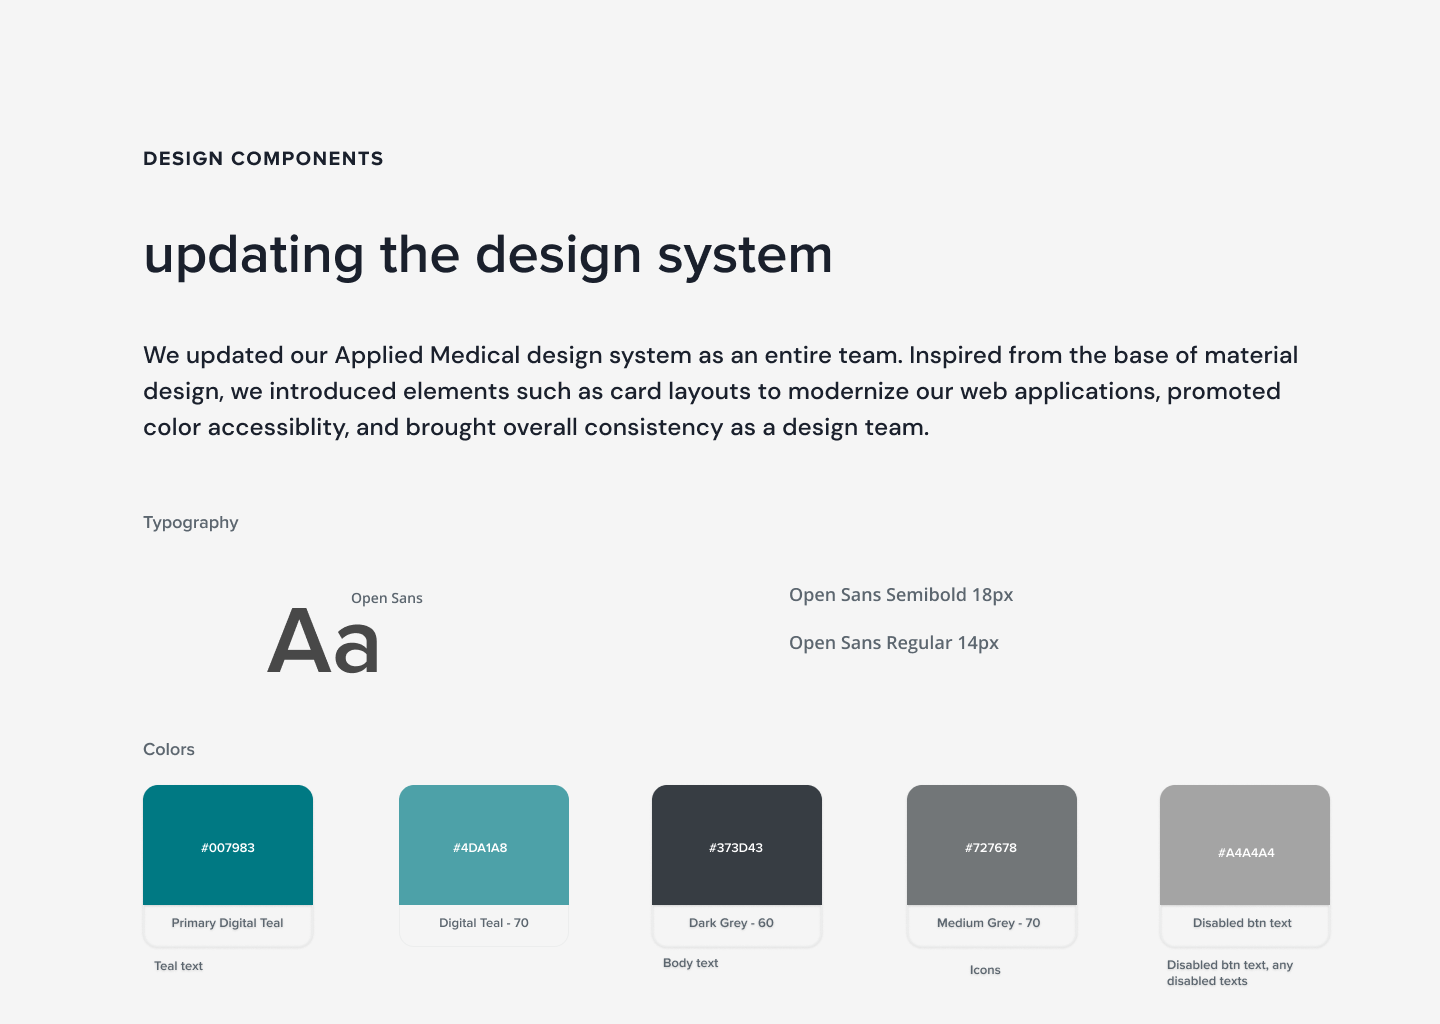 DESIGN COMPONENTS
updating the design system
We updated our Applied Medical design system as an entire team. Inspired from the base of material
design, we introduced elements such as card layouts to modernize our web applications, promoted
color accessiblity, and brought overall consistency as a design team.
Typography
Open Sans
Aa
Open Sans Semibold 18px
Open Sans Regular 14px
Colors
#007983
#4DA1A8
#373D43
#727678
#A4A4A4
Primary Digital Teal
Digital Teal - 70
Dark Grey - 60
Medium Grey - 70
Disabled btn text
Teal text
Body text
Icons
Disabled btn text, any
disabled texts